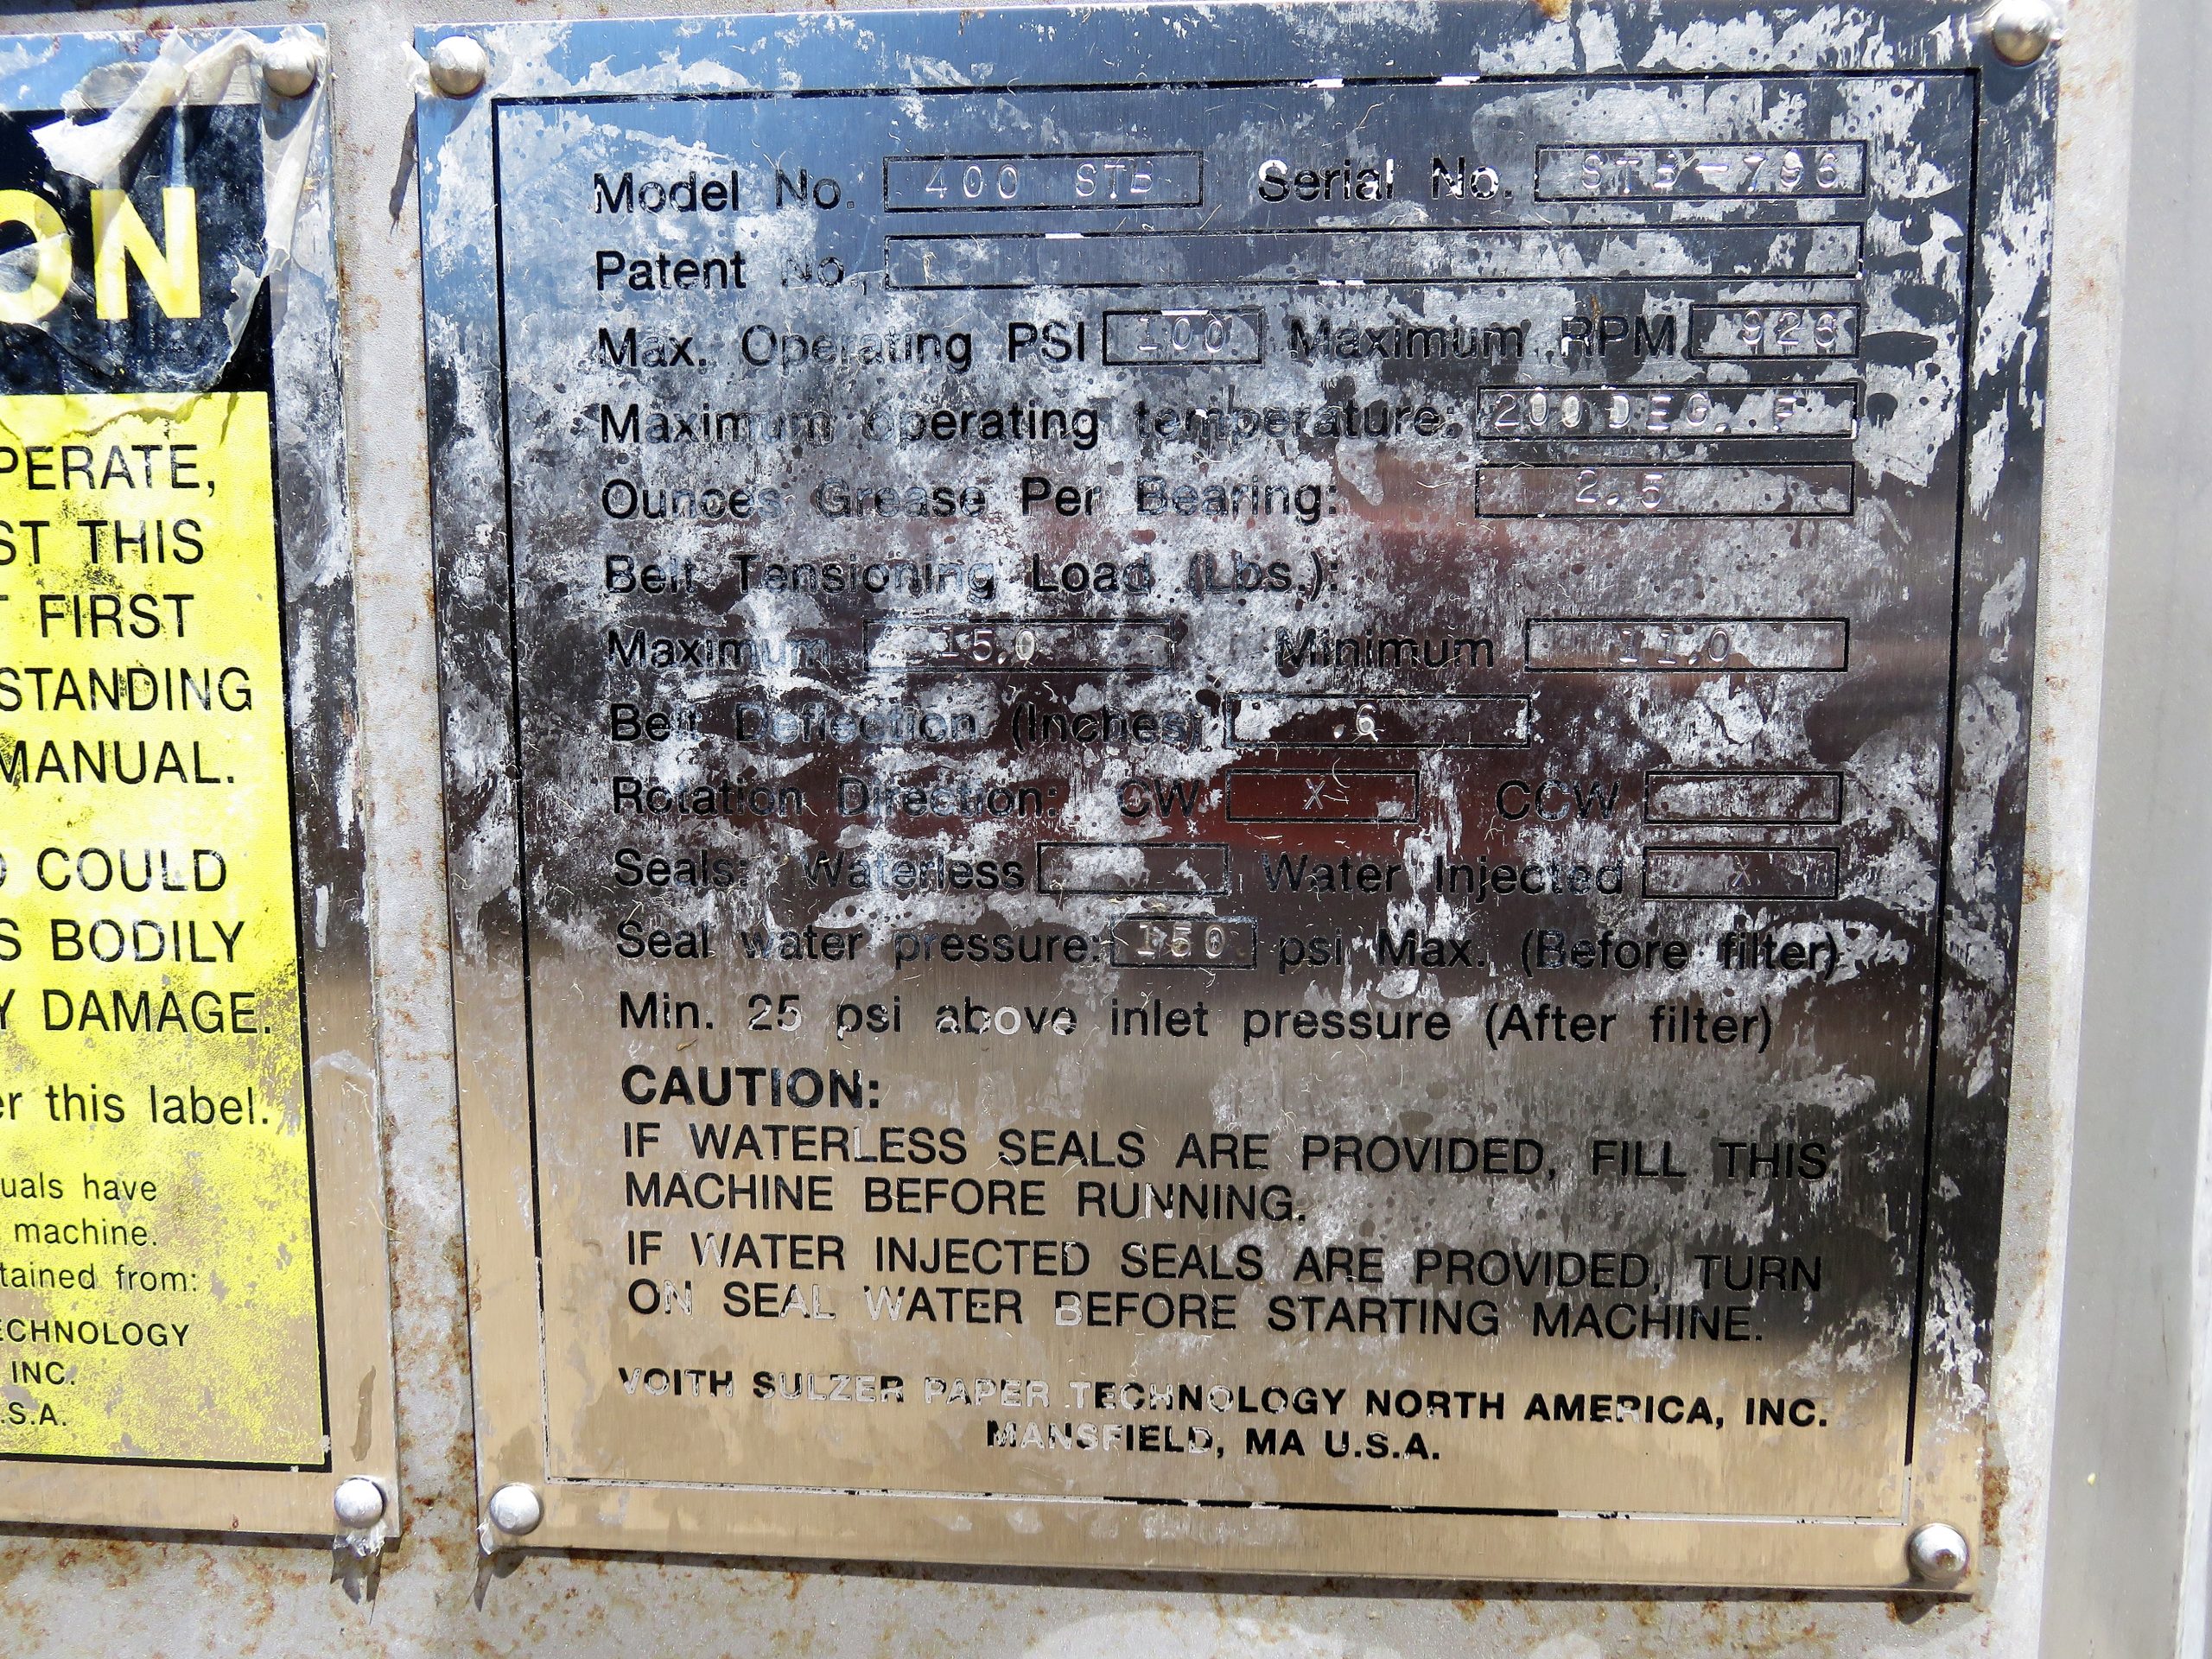 ON
PERATE,
ST THIS
T FIRST
STANDING
MANUAL.
O COULD
S BODILY
Y DAMAGE.
er this label.
uals have
machine.
tained from:
ECHNOLOGY
INC.
.S.A.
Model No. 400 STB Serial No.
Patent No.
Max. Operating PSI 100 Maximum RPM 926
Maximum operating temperature: 200 DEG. F
Ounces Grease Per Bearing: 2.5
Belt Tensioning Load (Lbs.):
Maximum 15.0 Minimum 11.0
Belt Deflection (Inches) .6
Rotation Direction: CW X CCW
Seals: Waterless Water Injected X
Seal water pressure: 150 psi Max. (Before filter)
Min. 25 psi above inlet pressure (After filter)
CAUTION:
IF WATERLESS SEALS ARE PROVIDED, FILL THIS
MACHINE BEFORE RUNNING.
IF WATER INJECTED SEALS ARE PROVIDED, TURN
ON SEAL WATER BEFORE STARTING MACHINE.
VOITH SULZER PAPER TECHNOLOGY NORTH AMERICA, INC.
MANSFIELD, MA U.S.A.